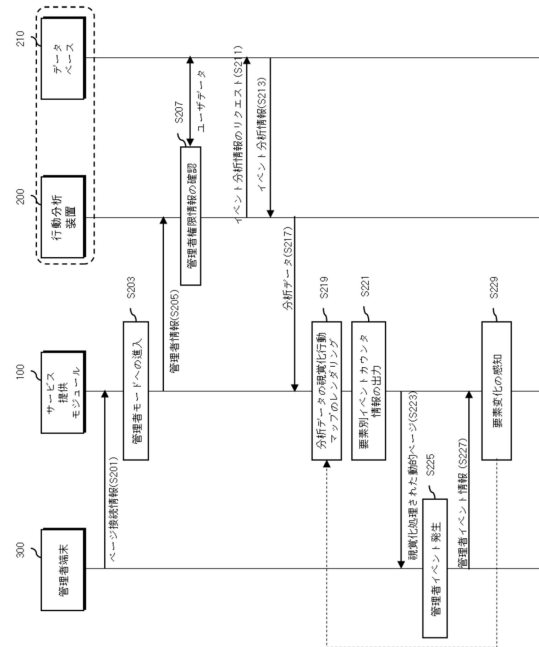 300
管理者端末
100
サービス
提供
モジュール
200
行動分析
装置
210
データ
ベース
ページ接続情報(S201)
S203
管理者モードへの進入
管理者情報(S205)
S207
管理者権限情報の確認
ユーザデータ
イベント分析情報のリクエスト(S211)
イベント分析情報(S213)
分析データ(S217)
S219
分析データの視覚化行動
マップのレンダリング
S221
要素別イベントカウンタ
情報の出力
視覚化処理された動的ページ(S223)
S225
管理者イベント発生
管理者イベント情報(S227)
S229
要素変化の感知